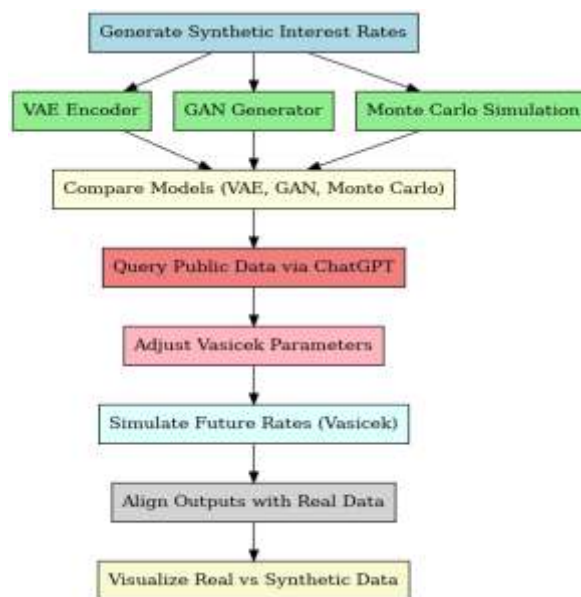 Generate Synthetic Interest Rates
VAE Encoder
GAN Generator
Monte Carlo Simulation
Compare Models (VAE, GAN, Monte Carlo)
Query Public Data via ChatGPT
Adjust Vasicek Parameters
Simulate Future Rates (Vasicek)
Align Outputs with Real Data
Visualize Real vs Synthetic Data